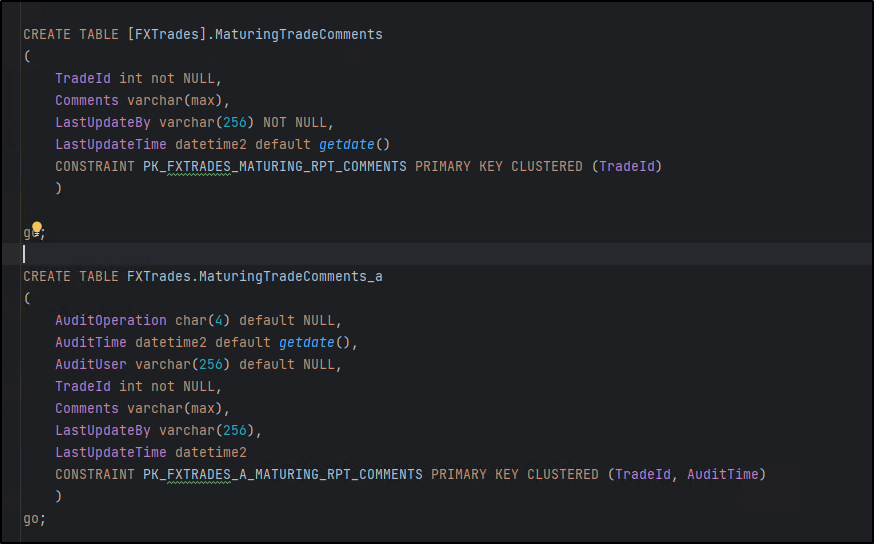 CREATE TABLE [FXTrades].MaturingTradeComments
(
    TradeId int not NULL,
    Comments varchar(max),
    LastUpdateBy varchar(256) NOT NULL,
    LastUpdateTime datetime2 default getdate()
    CONSTRAINT PK_FXTRADES_MATURING_RPT_COMMENTS PRIMARY KEY CLUSTERED (TradeId)
    )
go;
CREATE TABLE FXTrades.MaturingTradeComments_a
(
    AuditOperation char(4) default NULL,
    AuditTime datetime2 default getdate(),
    AuditUser varchar(256) default NULL,
    TradeId int not NULL,
    Comments varchar(max),
    LastUpdateBy varchar(256),
    LastUpdateTime datetime2
    CONSTRAINT PK_FXTRADES_A_MATURING_RPT_COMMENTS PRIMARY KEY CLUSTERED (TradeId, AuditTime)
    )
go;